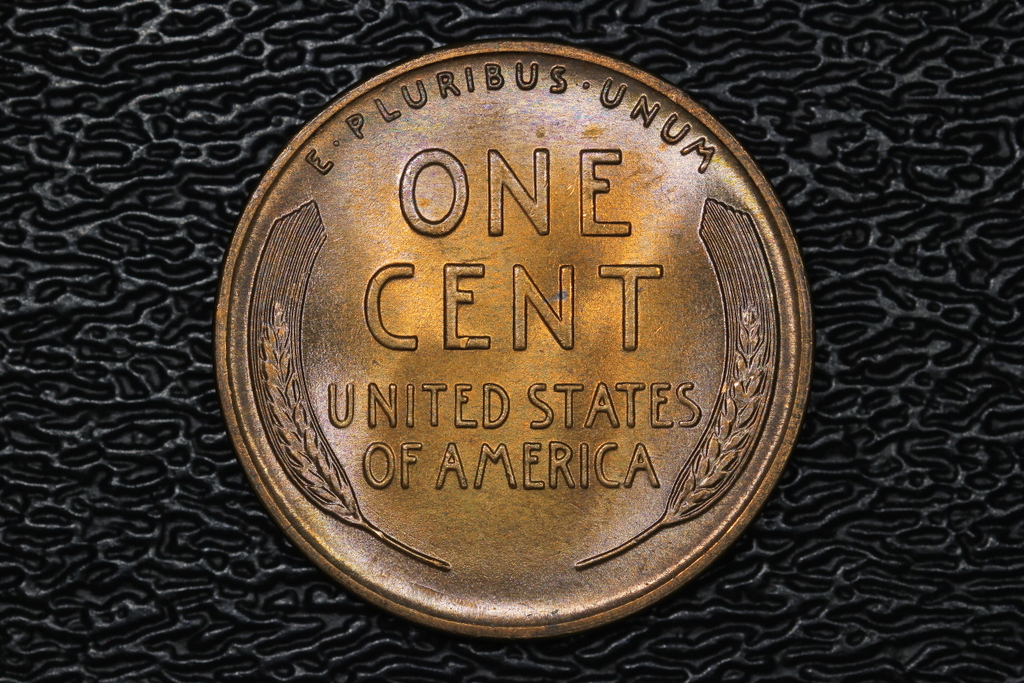 E·PLURIBUS·UNUM
ONE
CENT
UNITED STATES
OF AMERICA